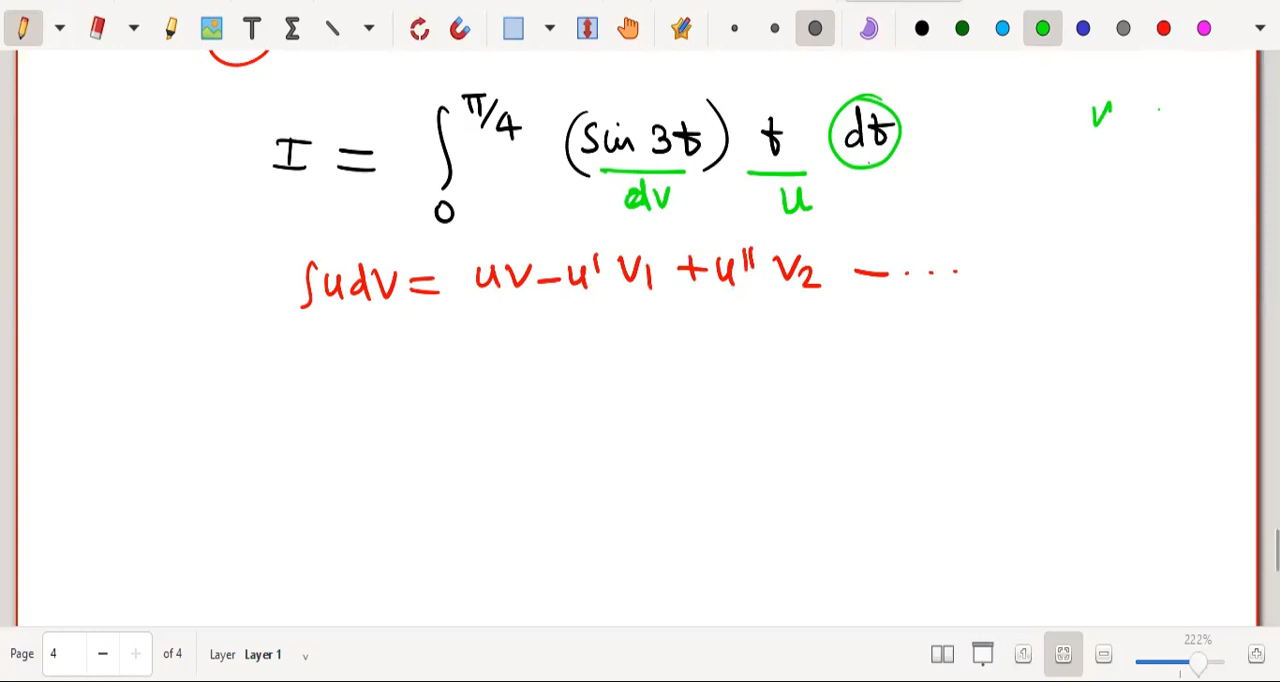 T Σ
I = ∫₀^π/4 (sin 3t) t dt
dv u
v
∫udv = uv - u' v₁ + u'' v₂ - ...
Page 4 of 4 Layer Layer 1 222%